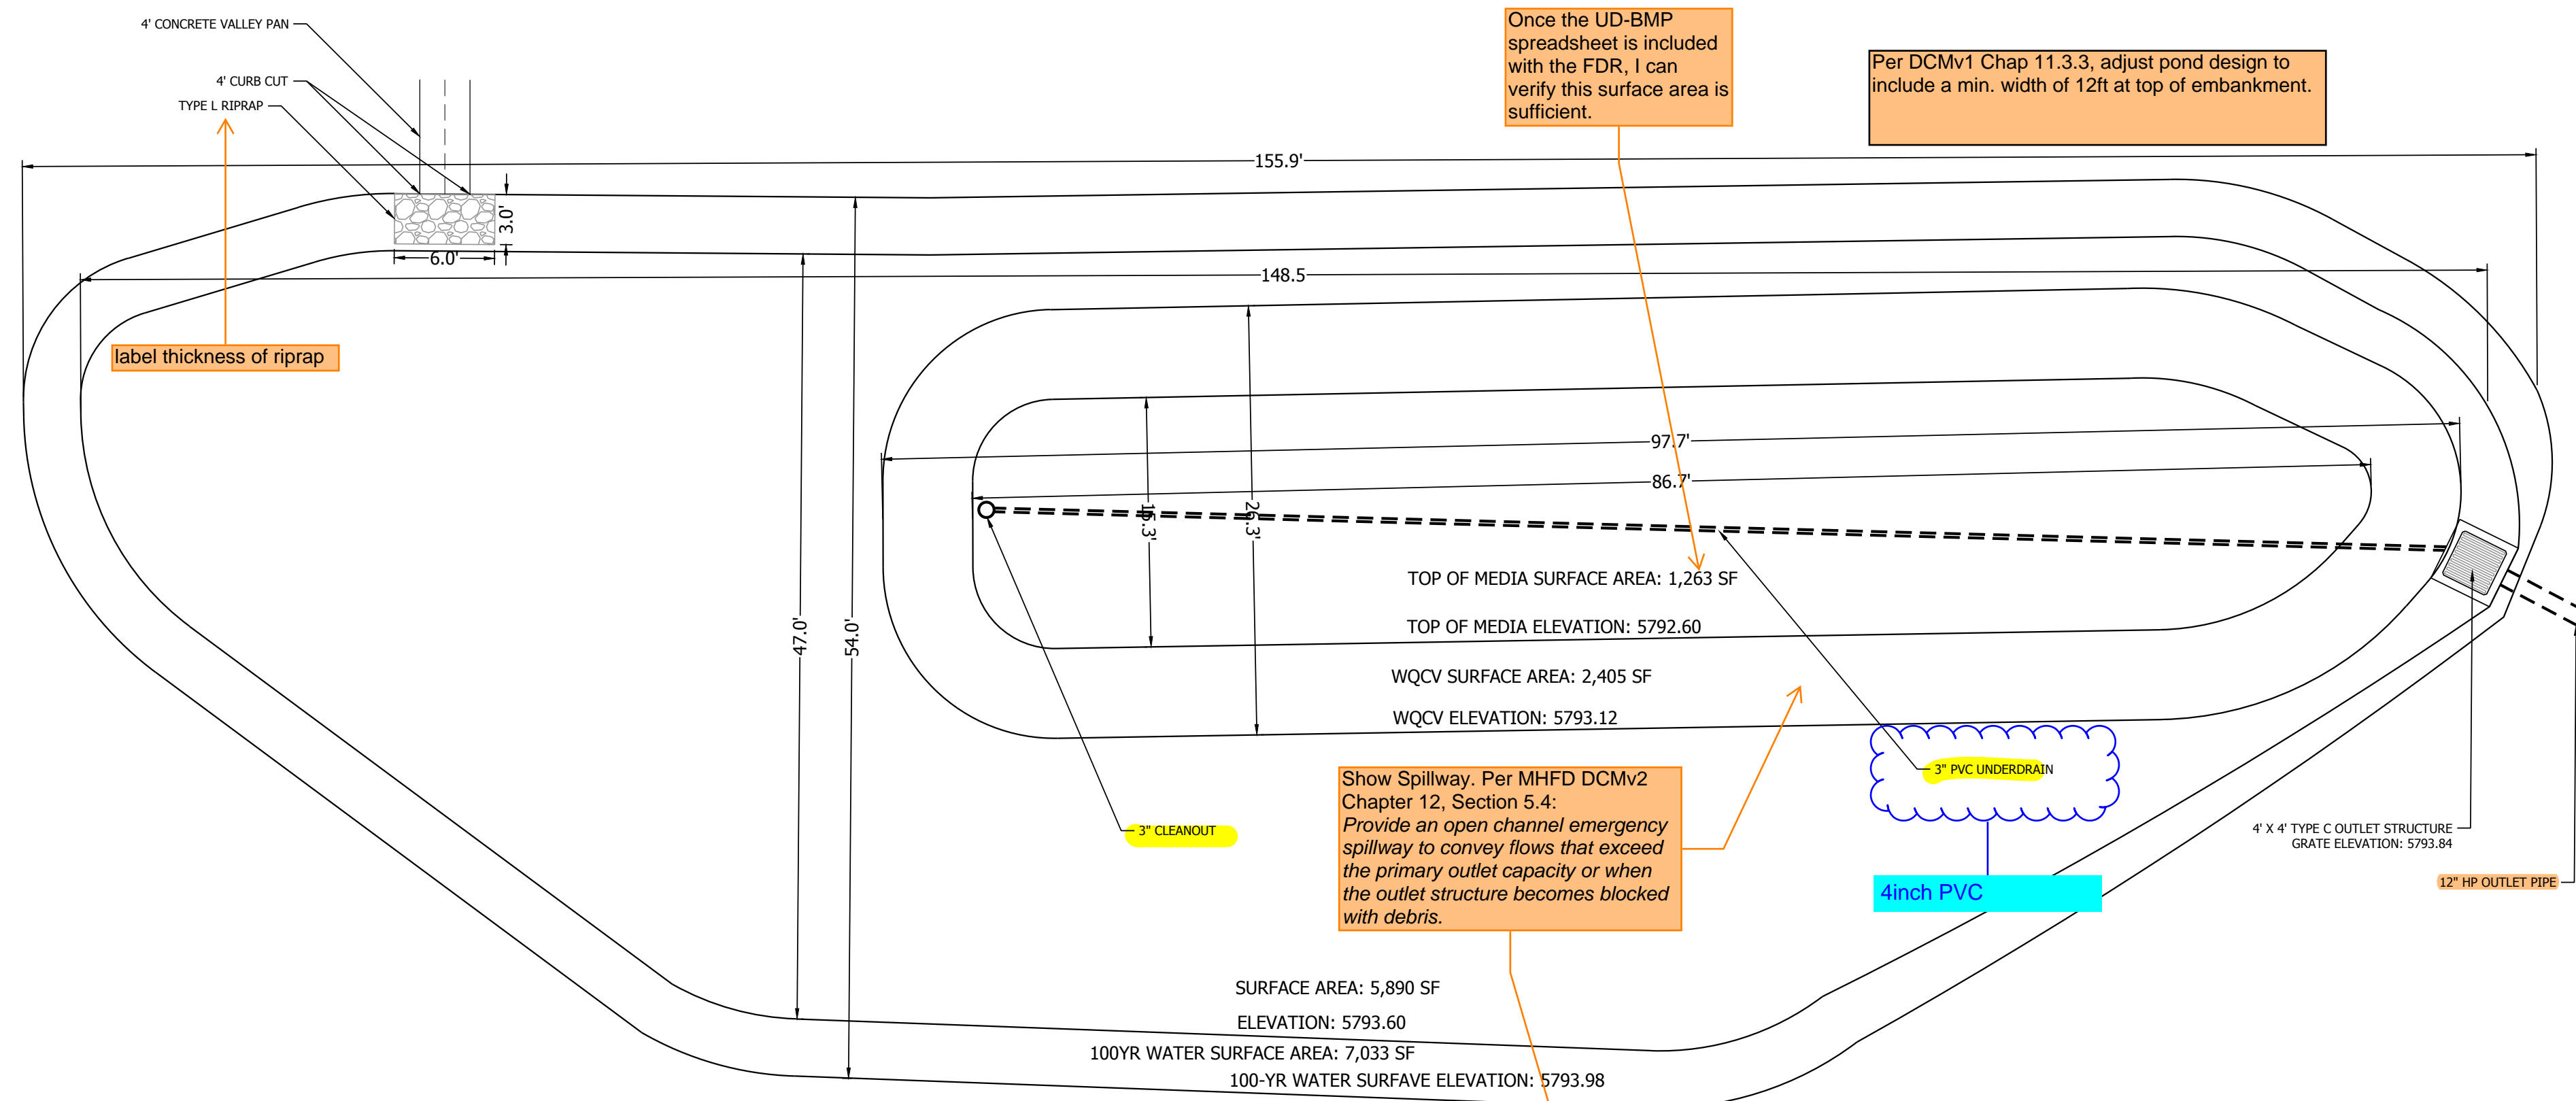 4' CONCRETE VALLEY PAN
4' CURB CUT
TYPE L RIPRAP
Once the UD-BMP
spreadsheet is included
with the FDR, I can
verify this surface area is
sufficient.
Per DCMv1 Chap 11.3.3, adjust pond design to
include a min. width of 12ft at top of embankment.
155.9'
3.0'
6.0'
148.5
label thickness of riprap
97.7'
86.7'
15.3'
26.3'
47.0'
54.0'
TOP OF MEDIA SURFACE AREA: 1,263 SF
TOP OF MEDIA ELEVATION: 5792.60
WQCV SURFACE AREA: 2,405 SF
WQCV ELEVATION: 5793.12
3" PVC UNDERDRAIN
Show Spillway. Per MHFD DCMv2
Chapter 12, Section 5.4:
Provide an open channel emergency
spillway to convey flows that exceed
the primary outlet capacity or when
the outlet structure becomes blocked
with debris.
3" CLEANOUT
4' X 4' TYPE C OUTLET STRUCTURE
GRATE ELEVATION: 5793.84
12" HP OUTLET PIPE
4inch PVC
SURFACE AREA: 5,890 SF
ELEVATION: 5793.60
100YR WATER SURFACE AREA: 7,033 SF
100-YR WATER SURFAVE ELEVATION: 5793.98